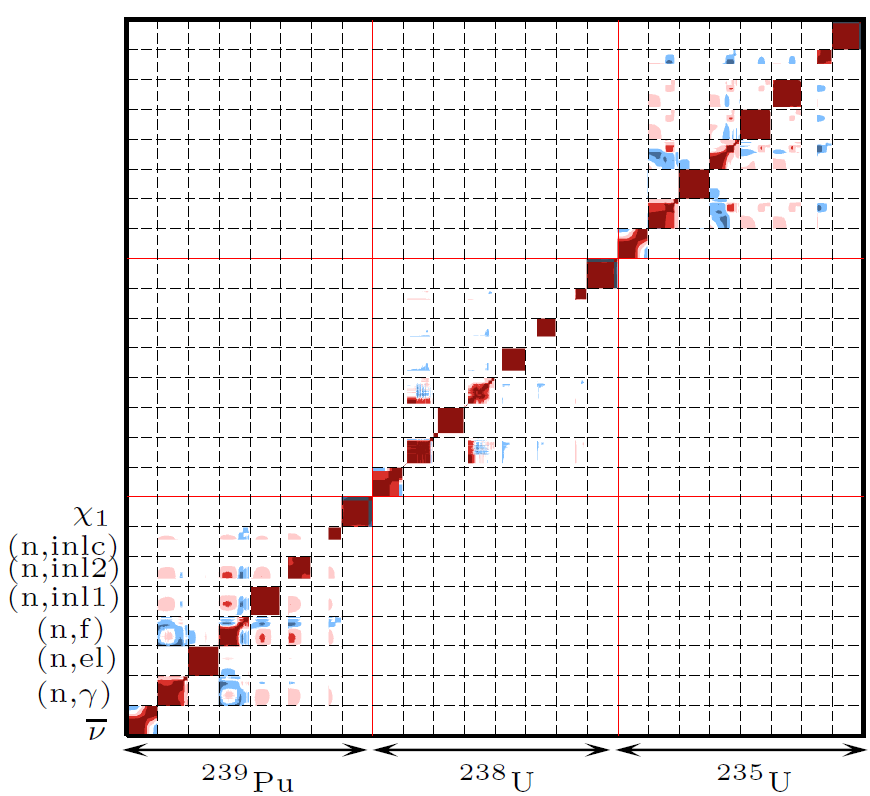 χ1
(n,inlc)
(n,inl2)
(n,inl1)
(n,f)
(n,el)
(n,γ)
ν̅
239Pu 238U 235U